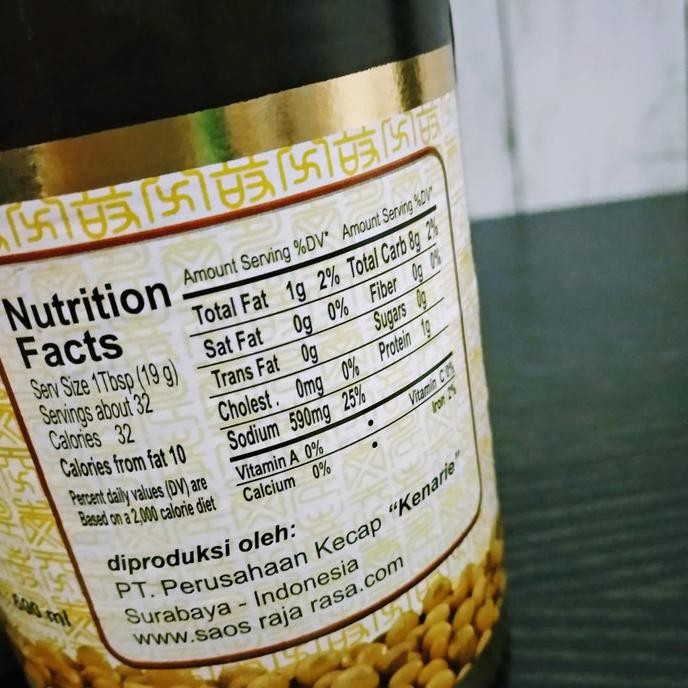 Nutrition
Facts
Serv Size 1Tbsp (19 g)
Servings about 32
Calories 32
Calories from fat 10
Percent daily values (DV) are
Based on a 2,000 calorie diet
Amount Serving %DV* Amount Serving %DV*
Total Fat 1g 2% Total Carb 8g 2%
Sat Fat 0g 0% Fiber 0g 0%
Trans Fat 0g Sugars 0g
Cholest. 0mg 0% Protein 1g
Sodium 590mg 25%
Vitamin A 0% • Vitamin C 0%
Calcium 0% • Iron 2%
diproduksi oleh:
PT. Perusahaan Kecap "Kenarie"
Surabaya - Indonesia
www.saos raja rasa.com
ml